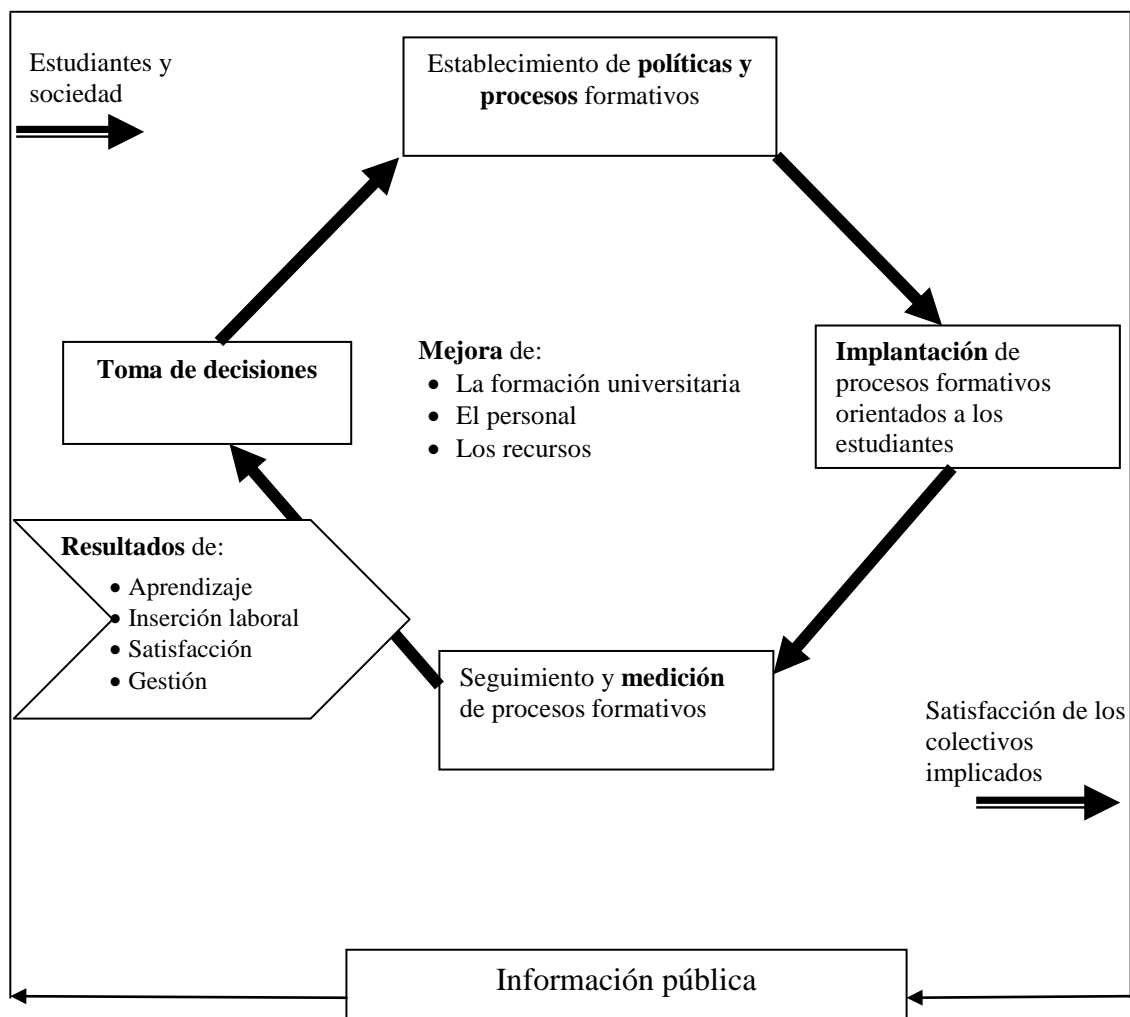 Estudiantes y
sociedad
Establecimiento de políticas y
procesos formativos
Toma de decisiones
Mejora de:
• La formación universitaria
• El personal
• Los recursos
Implantación de
procesos formativos
orientados a los
estudiantes
Resultados de:
• Aprendizaje
• Inserción laboral
• Satisfacción
• Gestión
Seguimiento y medición
de procesos formativos
Satisfacción de los
colectivos
implicados
Información pública